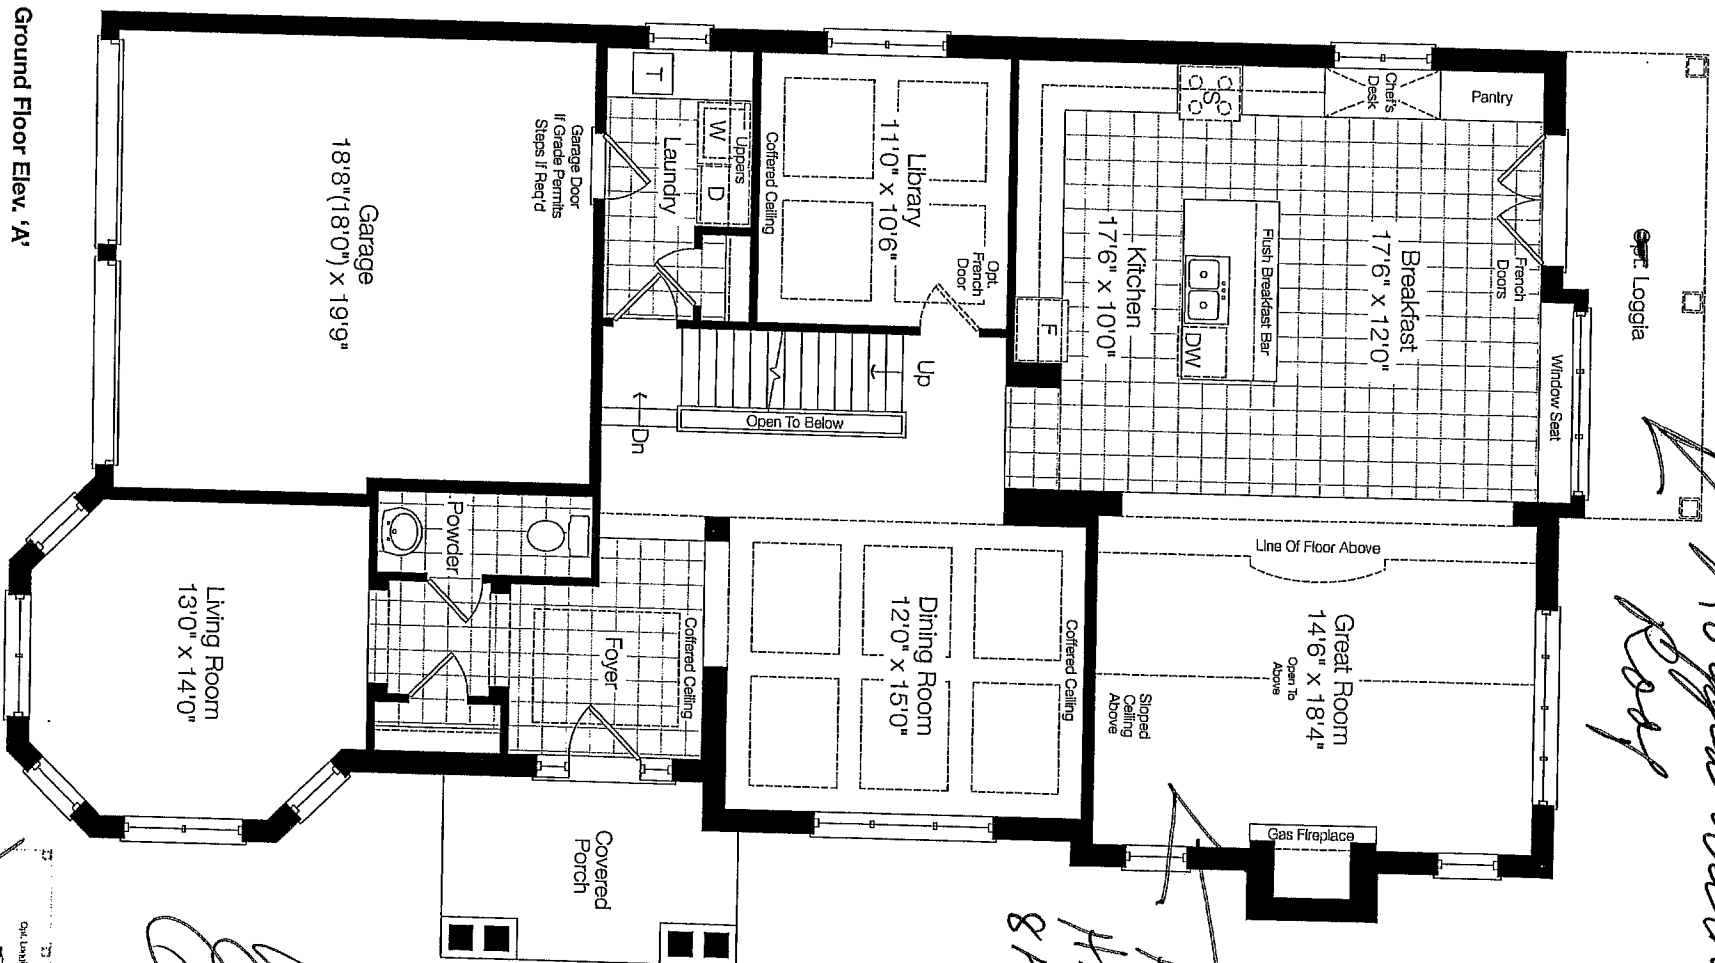 Ground Floor Elev. 'A'
Opt. Loggia
Pantry
Chef's
Desk
S
French
Doors
Window Seat
Breakfast
17'6" x 12'0"
Flush Breakfast Bar
DW
Kitchen
17'6" x 10'0"
F
Library
11'0" x 10'6"
Coffered Ceiling
Opt.
French
Door
T
Uppers
W
D
Laundry
Garage Door
If Grade Permits
Steps If Req'd
Garage
18'8"(18'0") x 19'9"
Up
Open To Below
Dn
Line Of Floor Above
Great Room
14'6" x 18'4"
Open To
Above
Sloped
Ceiling
Above
Gas Fireplace
Coffered Ceiling
Dining Room
12'0" x 15'0"
Coffered Ceiling
Foyer
Powder
Living Room
13'0" x 14'0"
Covered
Porch